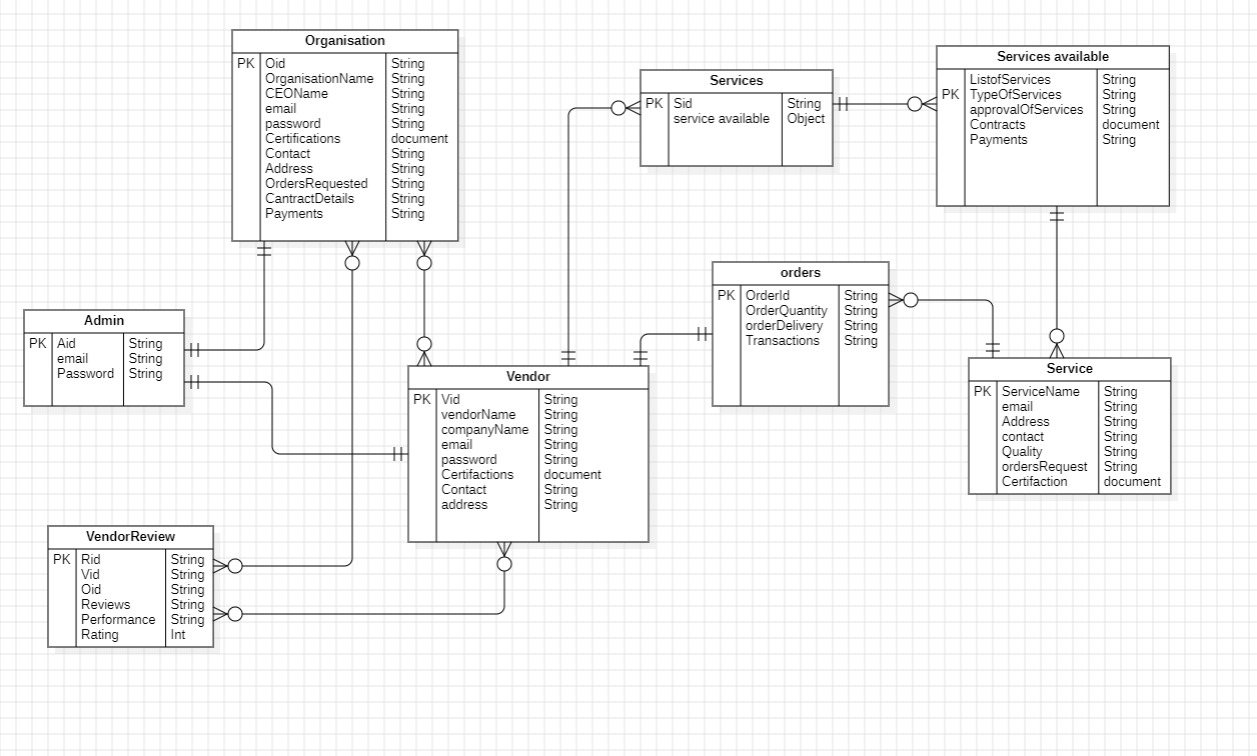 Organisation
PK Oid String
OrganisationName String
CEOName String
email String
password String
Certifications document
Contact String
Address String
OrdersRequested String
CantractDetails String
Payments String
Services
PK Sid String
service available Object
Services available
ListofServices String
PK TypeOfServices String
approvalOfServices String
Contracts document
Payments String
Admin
PK Aid String
email String
Password String
orders
PK OrderId String
OrderQuantity String
orderDelivery String
Transactions String
Vendor
PK Vid String
vendorName String
companyName String
email String
password String
Certifactions document
Contact String
address String
Service
PK ServiceName String
email String
Address String
contact String
Quality String
ordersRequest String
Certifaction document
VendorReview
PK Rid String
Vid String
Oid String
Reviews String
Performance String
Rating Int